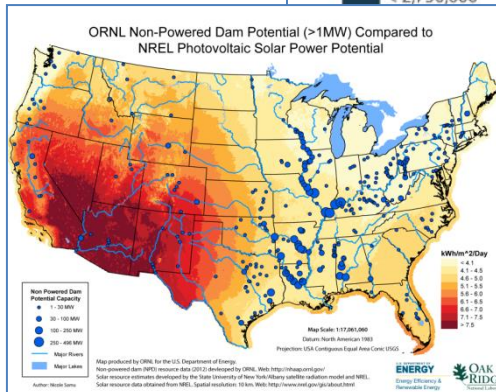 ORNL Non-Powered Dam Potential (>1MW) Compared to
NREL Photovoltaic Solar Power Potential
kWh/m^2/Day
< 4.1
4.1 - 4.5
4.5 - 5.1
5.1 - 5.5
5.6 - 6.0
6.1 - 6.5
6.6 - 7.0
7.1 - 7.5
> 7.5
Non Powered Dam
Potential Capacity
1 - 30 MW
30 - 100 MW
100 - 250 MW
250 - 496 MW
Major Rivers
Major Lakes
Author: Nicole Samu
Map Scale: 1:17,061,060
Datum: North American 1983
Projection: USA Contiguous Equal Area Conic USGS
Map produced by ORNL for the U.S. Department of Energy.
Non-powered dam (NPD) resource data (2012) developed by ORNL. Web: http://nhaap.ornl.gov/
Solar resource estimates developed by the State University of New York/Albany satellite radiation model and NREL.
Solar resource data obtained from NREL. Spatial resolution: 10 km. Web: http://www.nrel.gov/gis/about.html
U.S. DEPARTMENT OF
ENERGY
Energy Efficiency &
Renewable Energy
OAK
RIDGE
National Laboratory